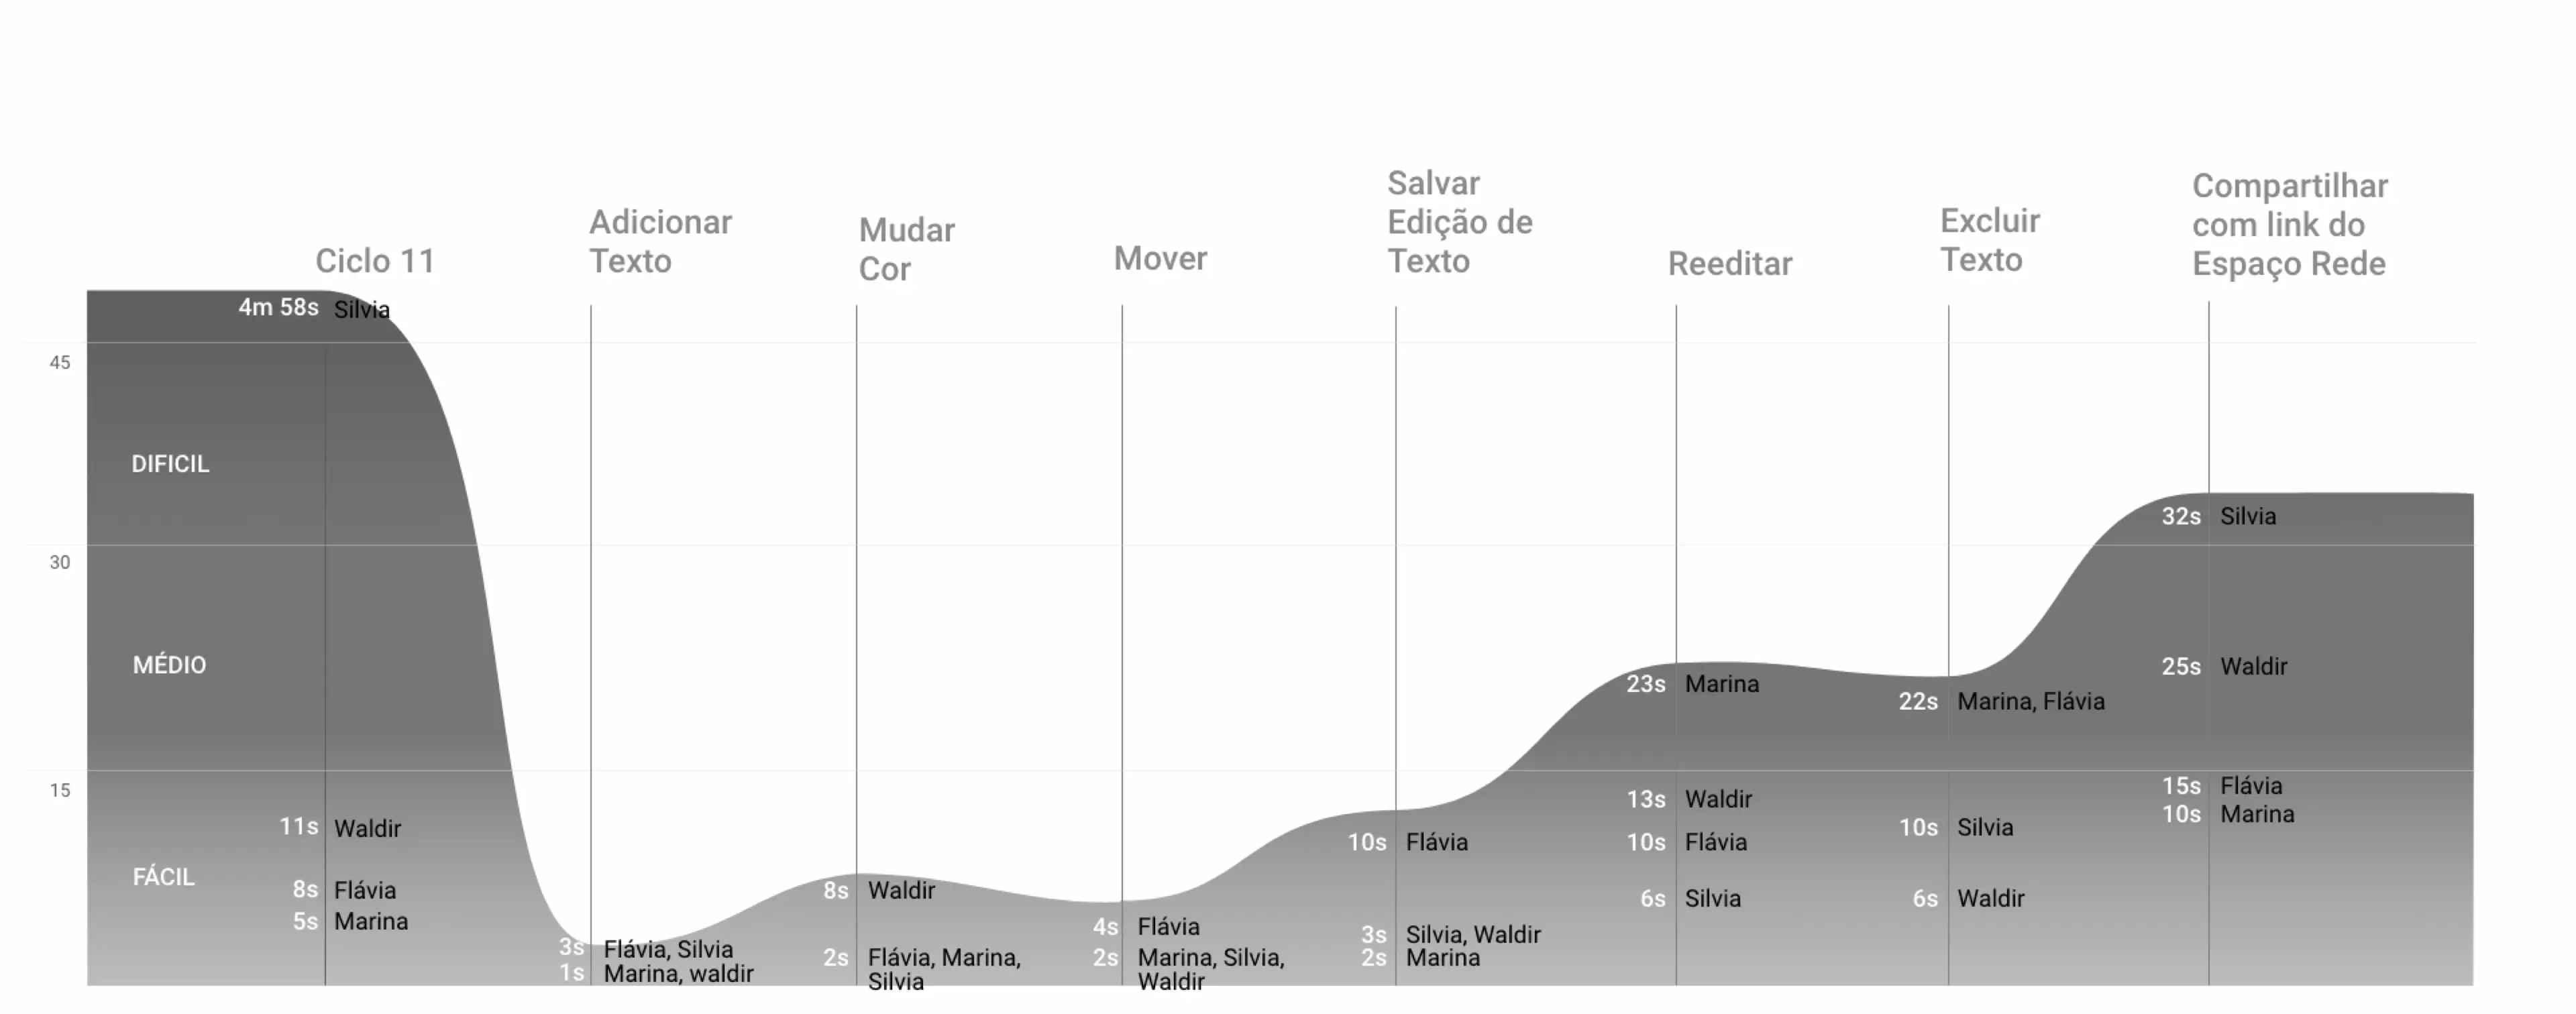 Ciclo 11
Adicionar
Texto
Mudar
Cor
Mover
Salvar
Edição de
Texto
Reeditar
Excluir
Texto
Compartilhar
com link do
Espaço Rede
45
30
15
DIFICIL
MÉDIO
FÁCIL
4m 58s Silvia
11s Waldir
8s Flávia
5s Marina
3s Flávia, Silvia
1s Marina, waldir
8s Waldir
2s Flávia, Marina,
Silvia
4s Flávia
2s Marina, Silvia,
Waldir
10s Flávia
3s Silvia, Waldir
2s Marina
23s Marina
13s Waldir
10s Flávia
6s Silvia
22s Marina, Flávia
10s Silvia
6s Waldir
32s Silvia
25s Waldir
15s Flávia
10s Marina